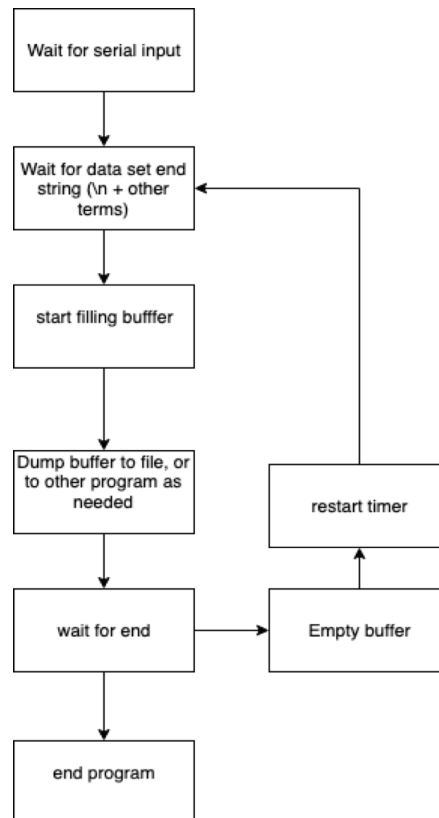 Wait for serial input
Wait for data set end
string (\n + other
terms)
start filling bufffer
Dump buffer to file, or
to other program as
needed
restart timer
wait for end
Empty buffer
end program